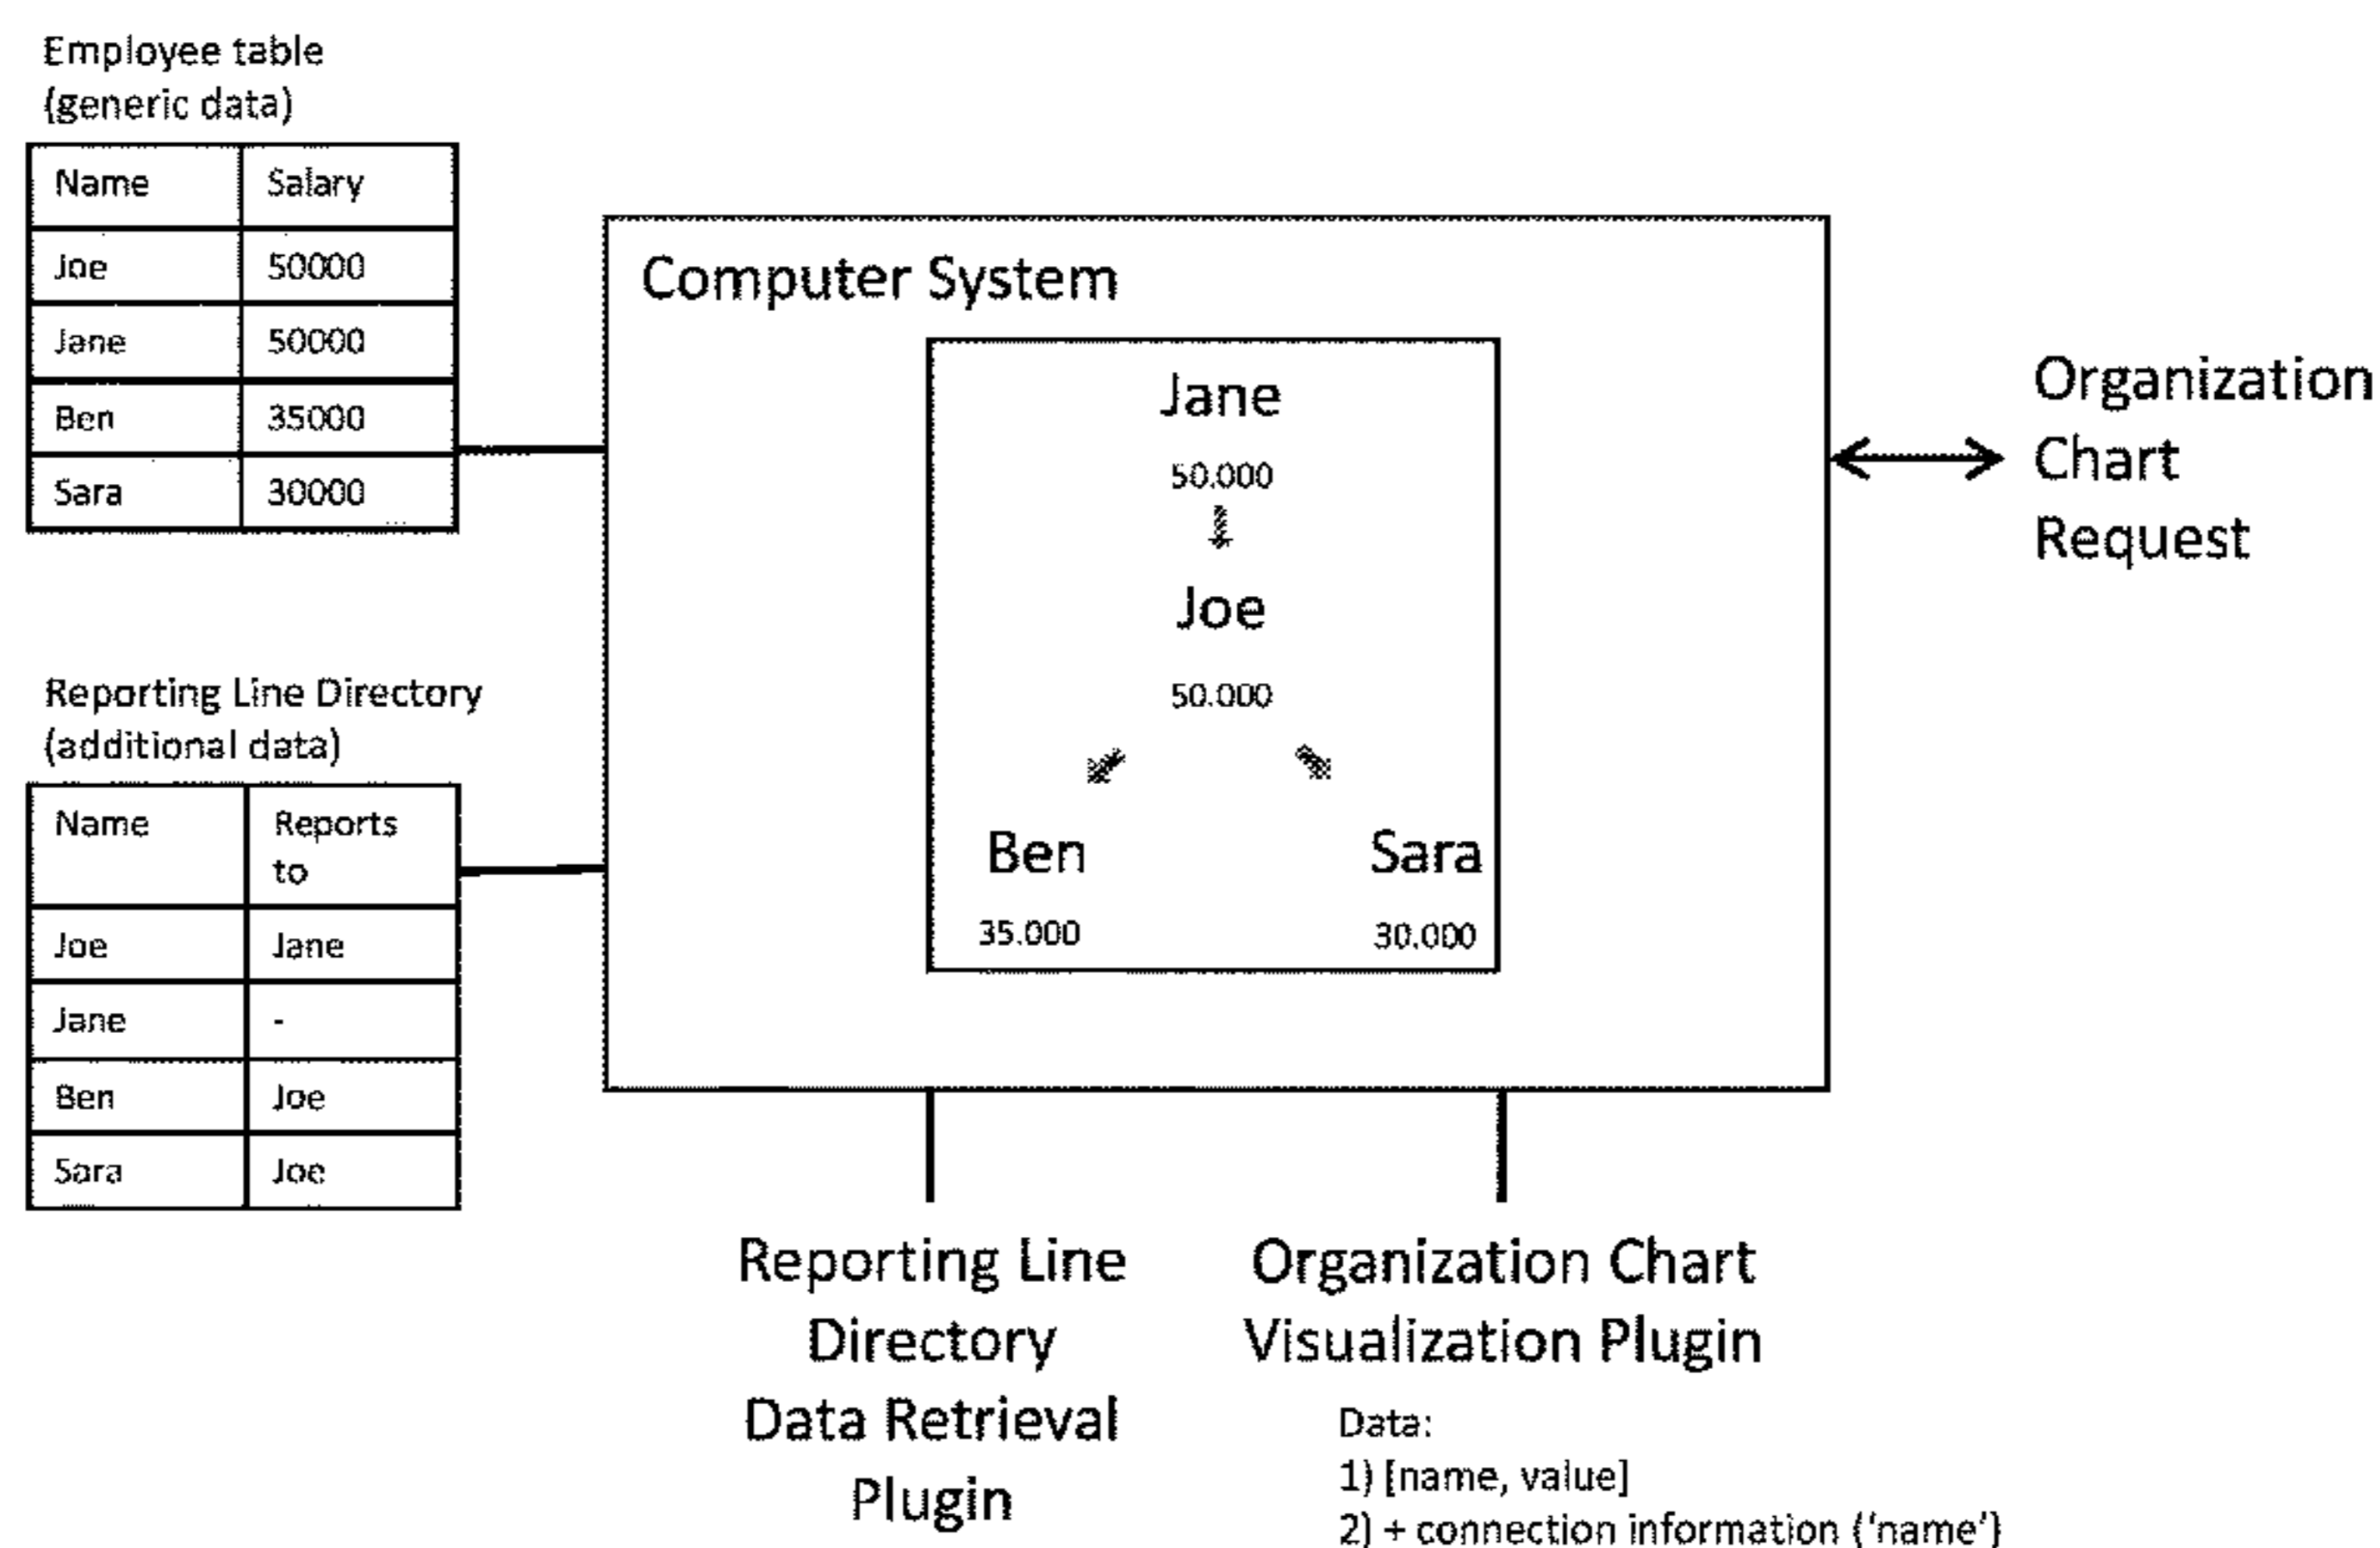 Employee table
(generic data)
Name Salary
Joe 50000
Jane 50000
Ben 35000
Sara 30000
Reporting Line Directory
(additional data)
Name Reports
to
Joe Jane
Jane -
Ben Joe
Sara Joe
Computer System
Jane
50.000
Joe
50.000
Ben Sara
35.000 30.000
Organization
Chart
Request
Reporting Line
Directory
Data Retrieval
Plugin
Organization Chart
Visualization Plugin
Data:
1) [name, value]
2) + connection information ('name')